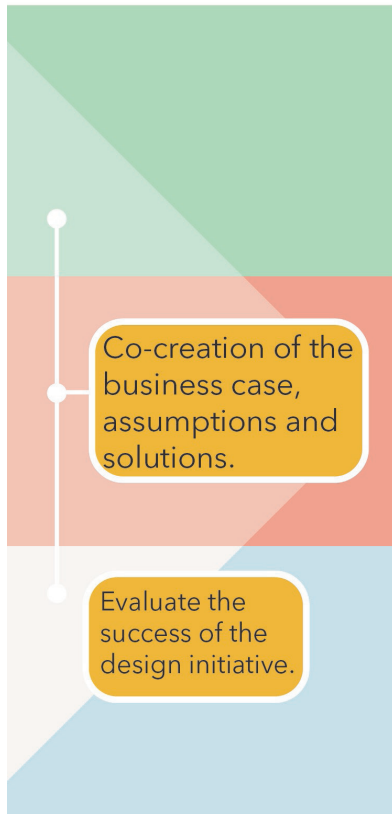 Co-creation of the
business case,
assumptions and
solutions.
Evaluate the
success of the
design initiative.